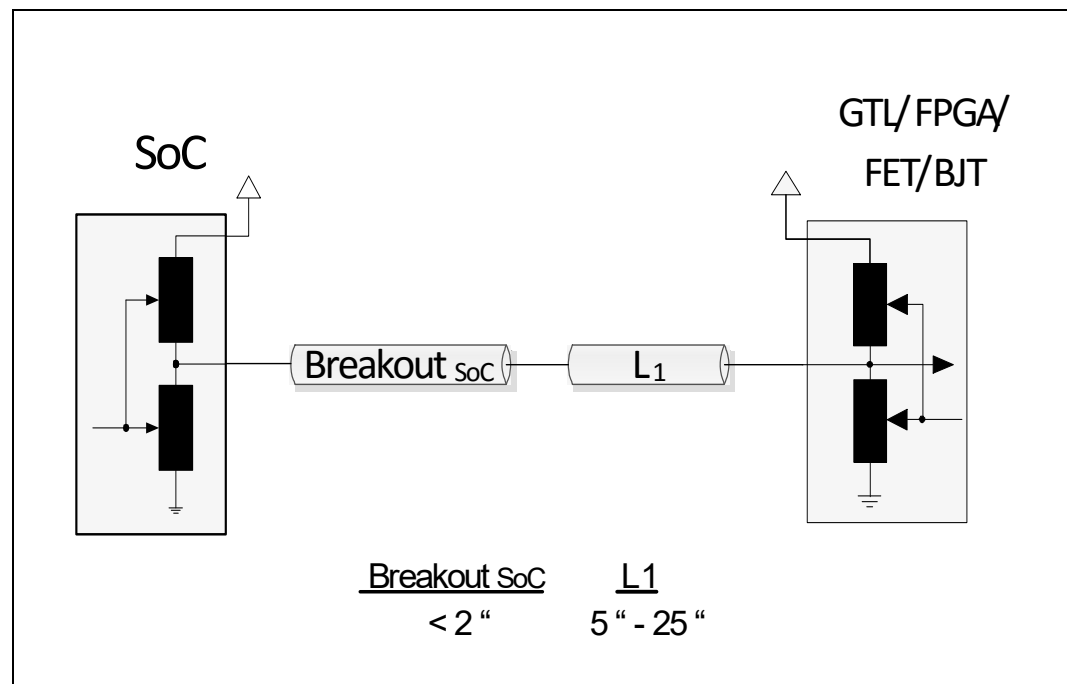 SoC
GTL/ FPGA/
FET/BJT
Breakout SoC
L1
Breakout SoC L1
< 2 “ 5 “ - 25 “